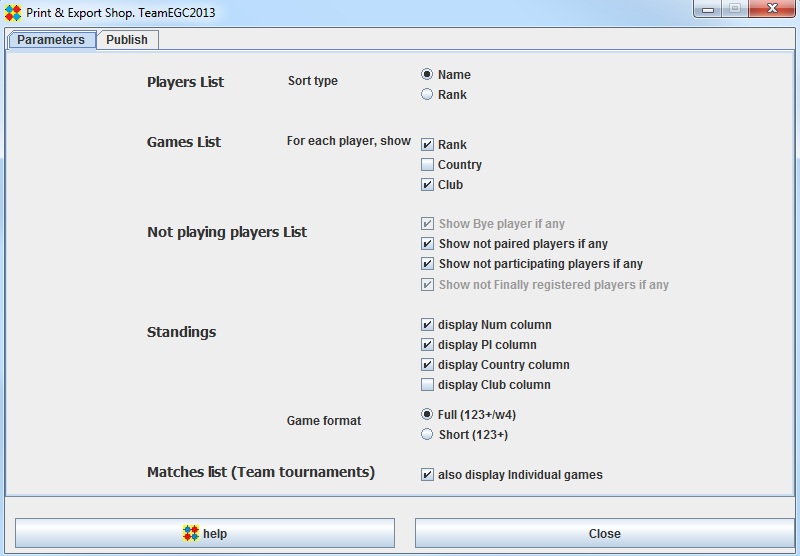 Print & Export Shop. TeamEGC2013
Parameters Publish
Players List Sort type Name
Rank
Games List For each player, show Rank
Country
Club
Not playing players List Show Bye player if any
Show not paired players if any
Show not participating players if any
Show not Finally registered players if any
Standings display Num column
display Pl column
display Country column
display Club column
Game format Full (123+/w4)
Short (123+)
Matches list (Team tournaments) also display Individual games
help Close